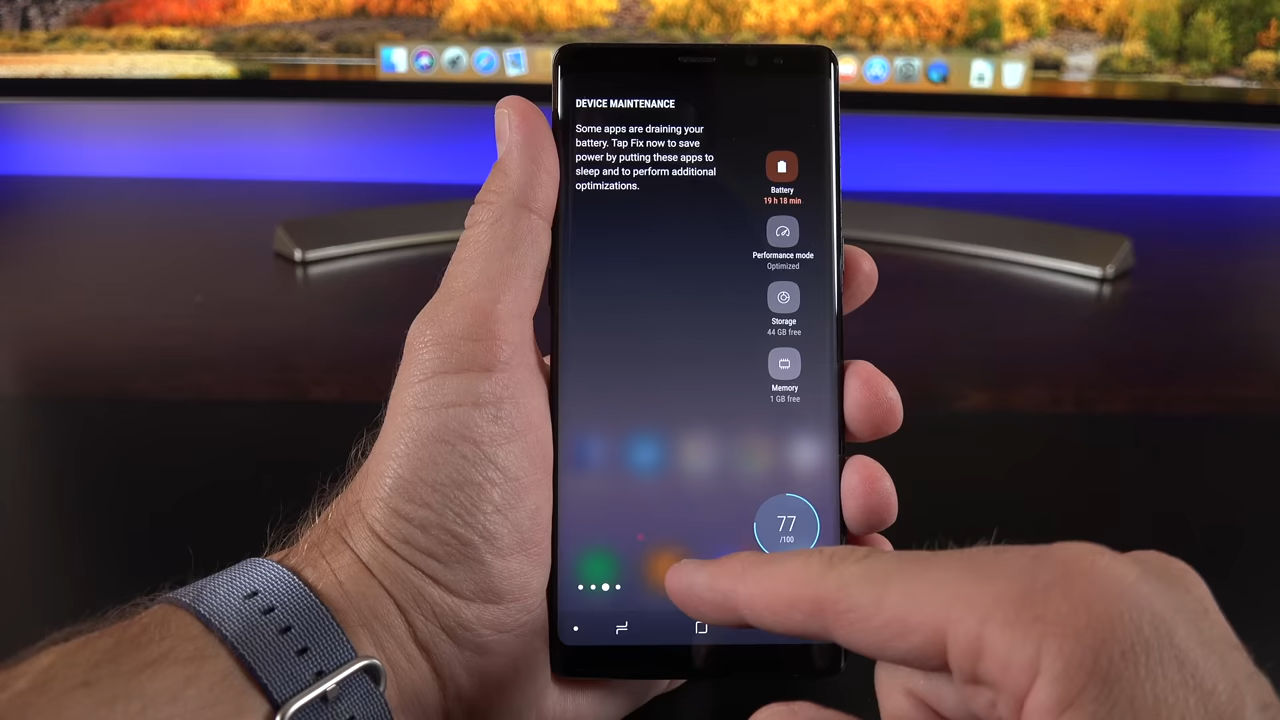 DEVICE MAINTENANCE
Some apps are draining your
battery. Tap Fix now to save
power by putting these apps to
sleep and to perform additional
optimizations.
Battery
19 h 18 min
Performance mode
Optimized
Storage
44 GB free
Memory
1 GB free
77
/100